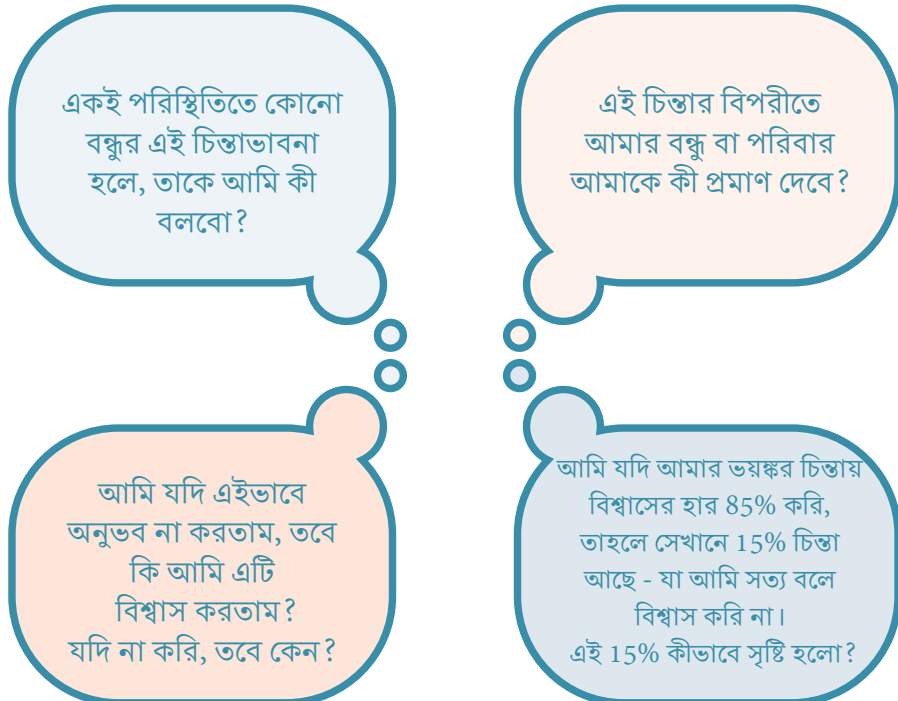 একই পরিস্থিতিতে কোনো
বন্ধুর এই চিন্তাভাবনা
হলে, তাকে আমি কী
বলবো?
এই চিন্তার বিপরীতে
আমার বন্ধু বা পরিবার
আমাকে কী প্রমাণ দেবে?
আমি যদি এইভাবে
অনুভব না করতাম, তবে
কি আমি এটি
বিশ্বাস করতাম?
যদি না করি, তবে কেন?
আমি যদি আমার ভয়ঙ্কর চিন্তায়
বিশ্বাসের হার 85% করি,
তাহলে সেখানে 15% চিন্তা
আছে - যা আমি সত্য বলে
বিশ্বাস করি না।
এই 15% কীভাবে সৃষ্টি হলো?